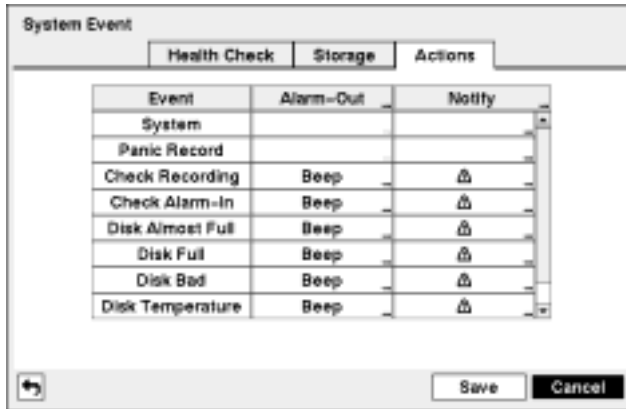 System Event
Health Check Storage Actions
Event Alarm-Out Notify
System
Panic Record
Check Recording Beep
Check Alarm-In Beep
Disk Almost Full Beep
Disk Full Beep
Disk Bad Beep
Disk Temperature Beep
Save Cancel